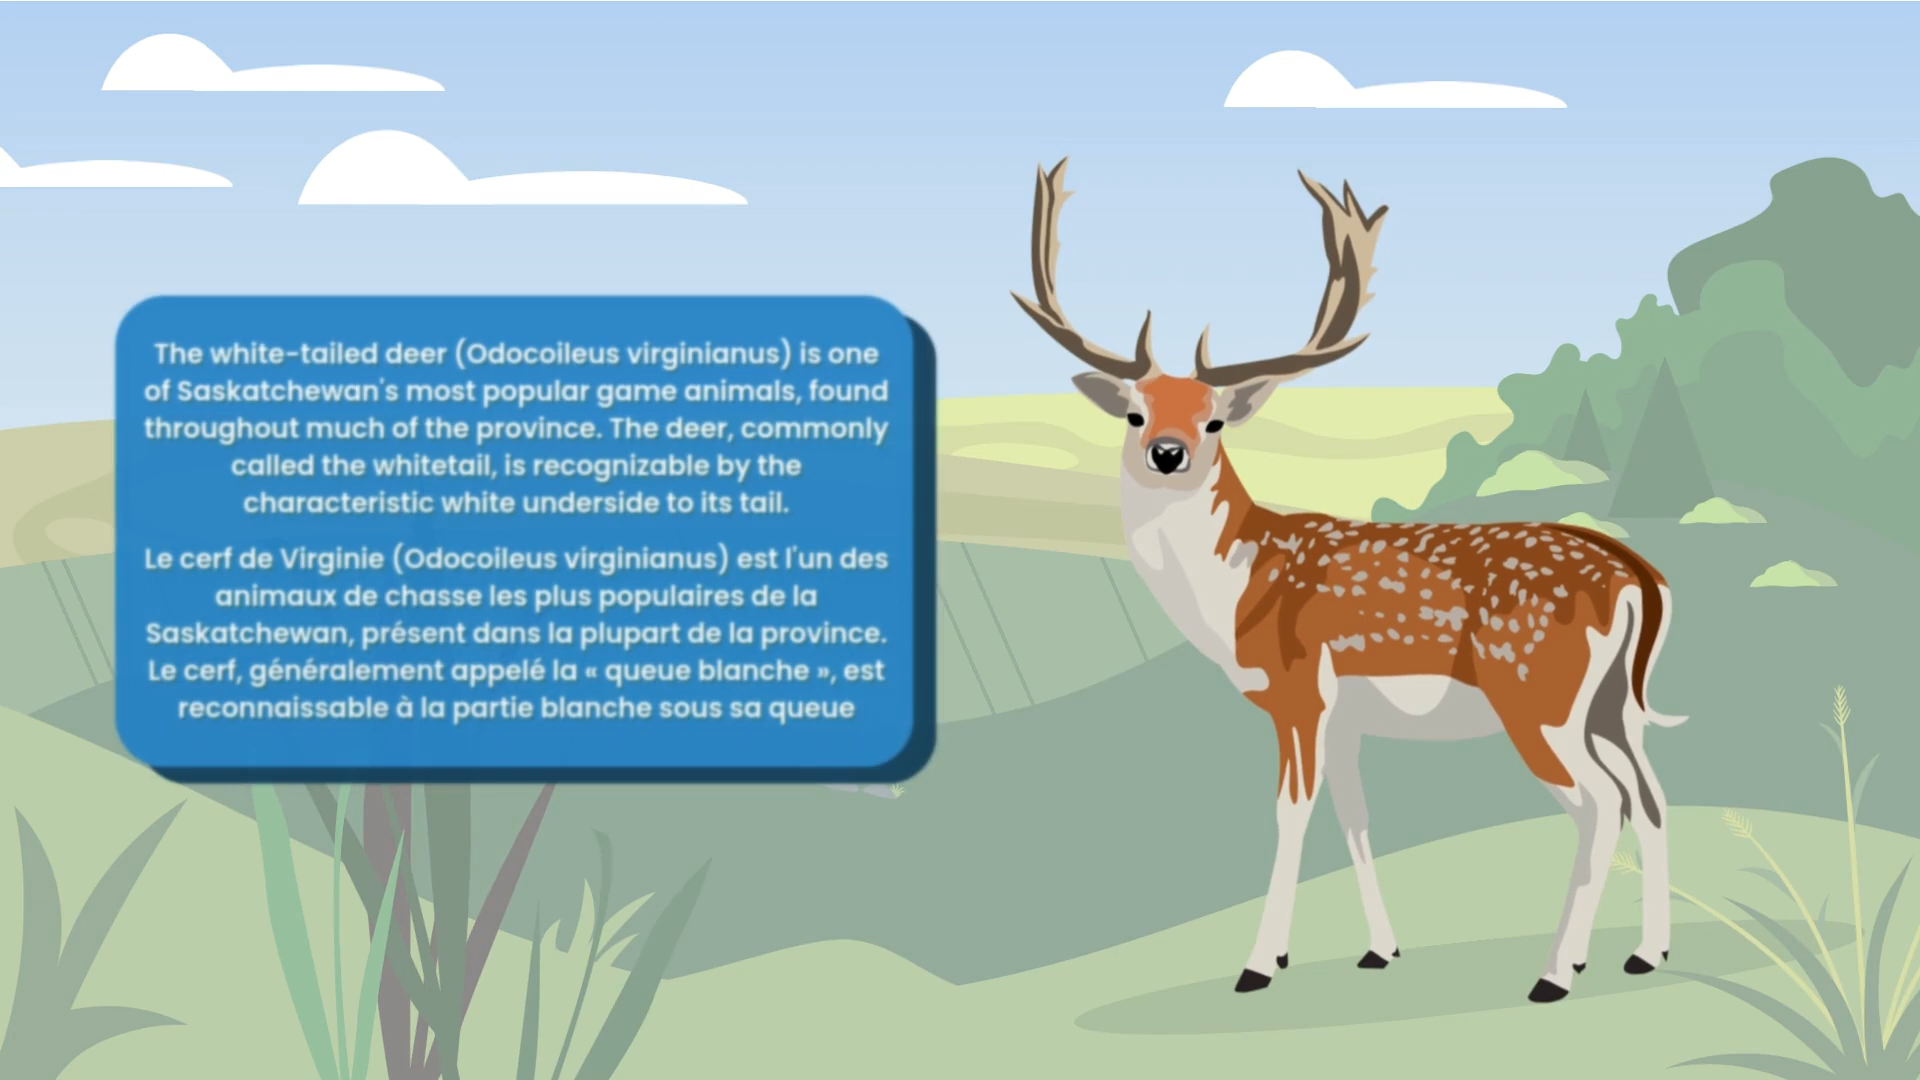 The white-tailed deer (Odocoileus virginianus) is one
of Saskatchewan's most popular game animals, found
throughout much of the province. The deer, commonly
called the whitetail, is recognizable by the
characteristic white underside to its tail.
Le cerf de Virginie (Odocoileus virginianus) est l'un des
animaux de chasse les plus populaires de la
Saskatchewan, présent dans la plupart de la province.
Le cerf, généralement appelé la « queue blanche », est
reconnaissable à la partie blanche sous sa queue